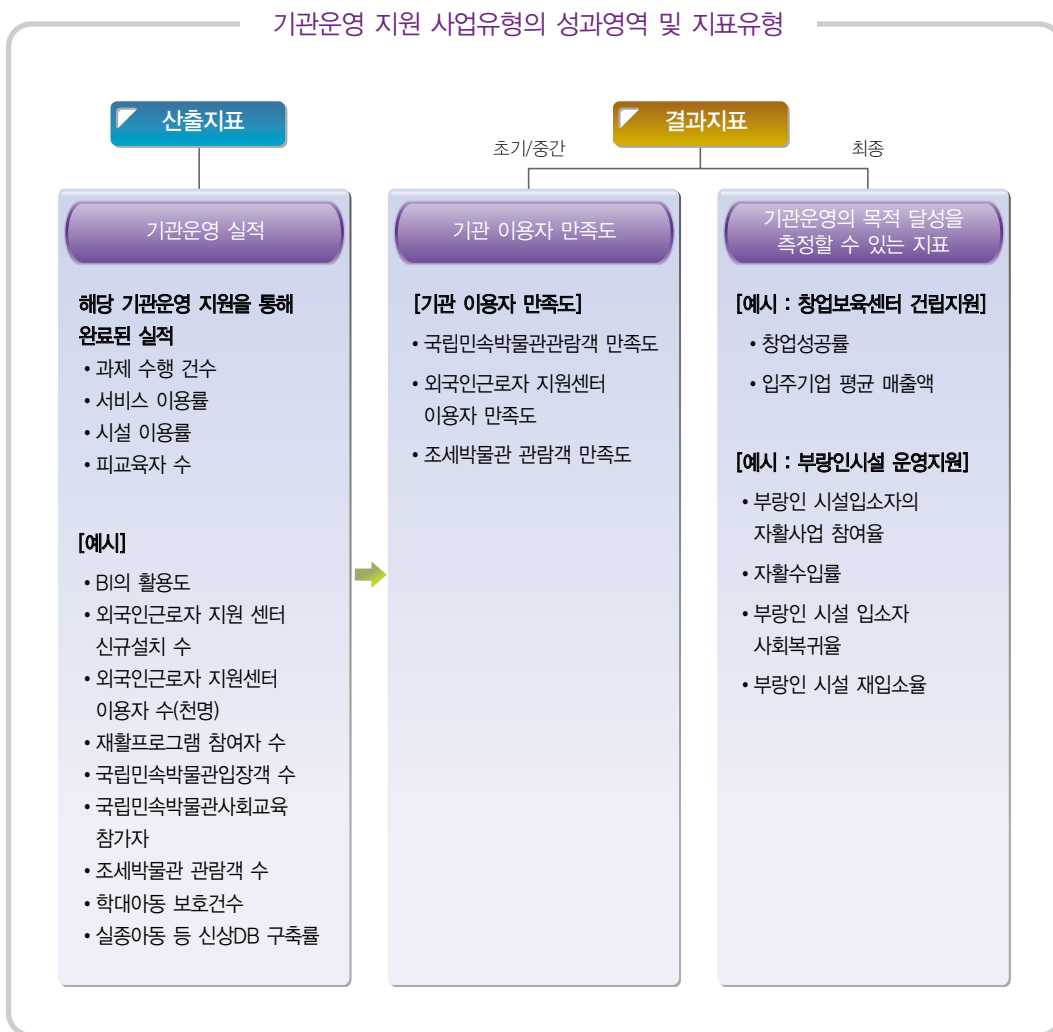 기관운영 지원 사업유형의 성과영역 및 지표유형
산출지표
기관운영 실적
해당 기관운영 지원을 통해
완료된 실적
• 과제 수행 건수
• 서비스 이용률
• 시설 이용률
• 피교육자 수
[예시]
• BI의 활용도
• 외국인근로자 지원 센터
신규설치 수
• 외국인근로자 지원센터
이용자 수(천명)
• 재활프로그램 참여자 수
• 국립민속박물관입장객 수
• 국립민속박물관사회교육
참가자
• 조세박물관 관람객 수
• 학대아동 보호건수
• 실종아동 등 신상DB 구축률
결과지표
초기/중간
최종
기관 이용자 만족도
[기관 이용자 만족도]
• 국립민속박물관관람객 만족도
• 외국인근로자 지원센터
이용자 만족도
• 조세박물관 관람객 만족도
기관운영의 목적 달성을
측정할 수 있는 지표
[예시 : 창업보육센터 건립지원]
• 창업성공률
• 입주기업 평균 매출액
[예시 : 부랑인시설 운영지원]
• 부랑인 시설입소자의
자활사업 참여율
• 자활수입률
• 부랑인 시설 입소자
사회복귀율
• 부랑인 시설 재입소율